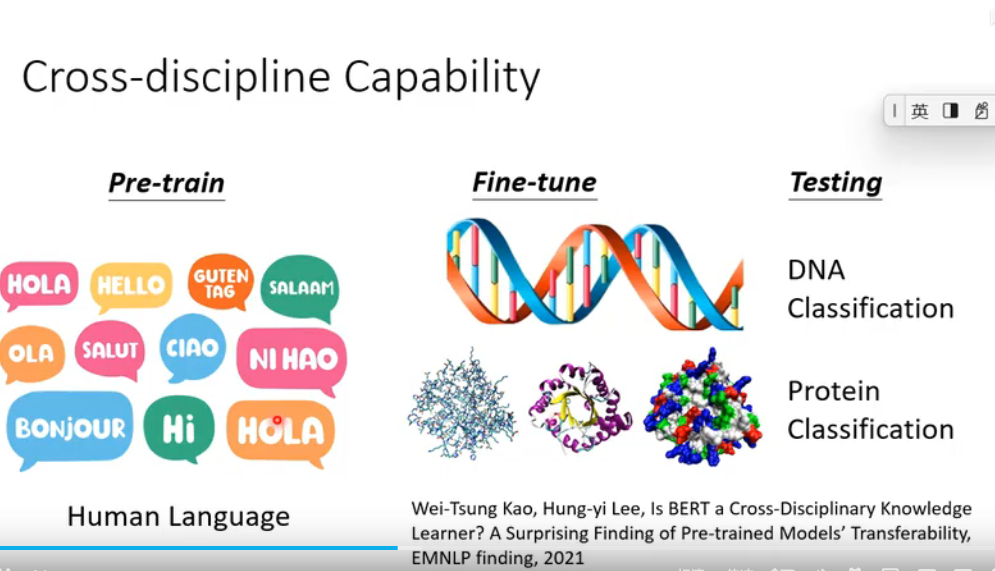 Cross-discipline Capability
英
Pre-train
Fine-tune
Testing
HOLA
HELLO
GUTEN
TAG
SALAAM
OLA
SALUT
CIAO
NI HAO
BONJOUR
Hi
HOLA
DNA
Classification
Protein
Classification
Human Language
Wei-Tsung Kao, Hung-yi Lee, Is BERT a Cross-Disciplinary Knowledge
Learner? A Surprising Finding of Pre-trained Models’ Transferability,
EMNLP finding, 2021